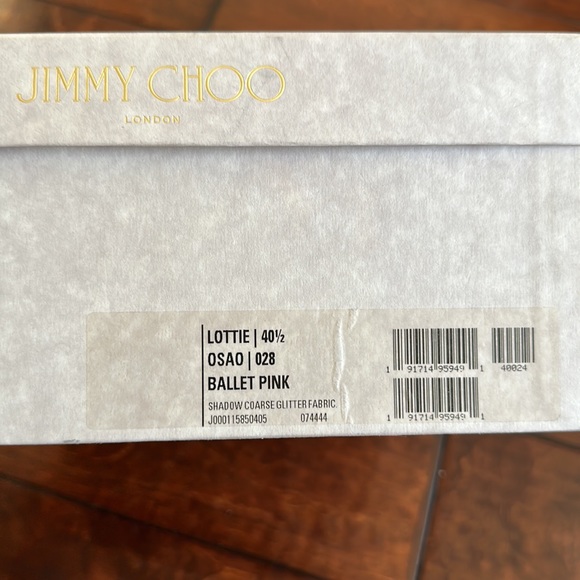 JIMMY CHOO
LONDON
LOTTIE | 40½
OSAO | 028
BALLET PINK
SHADOW COARSE GLITTER FABRIC
J000115850405 074444
1 91714 95949 1
40024
1 91714 95949 1